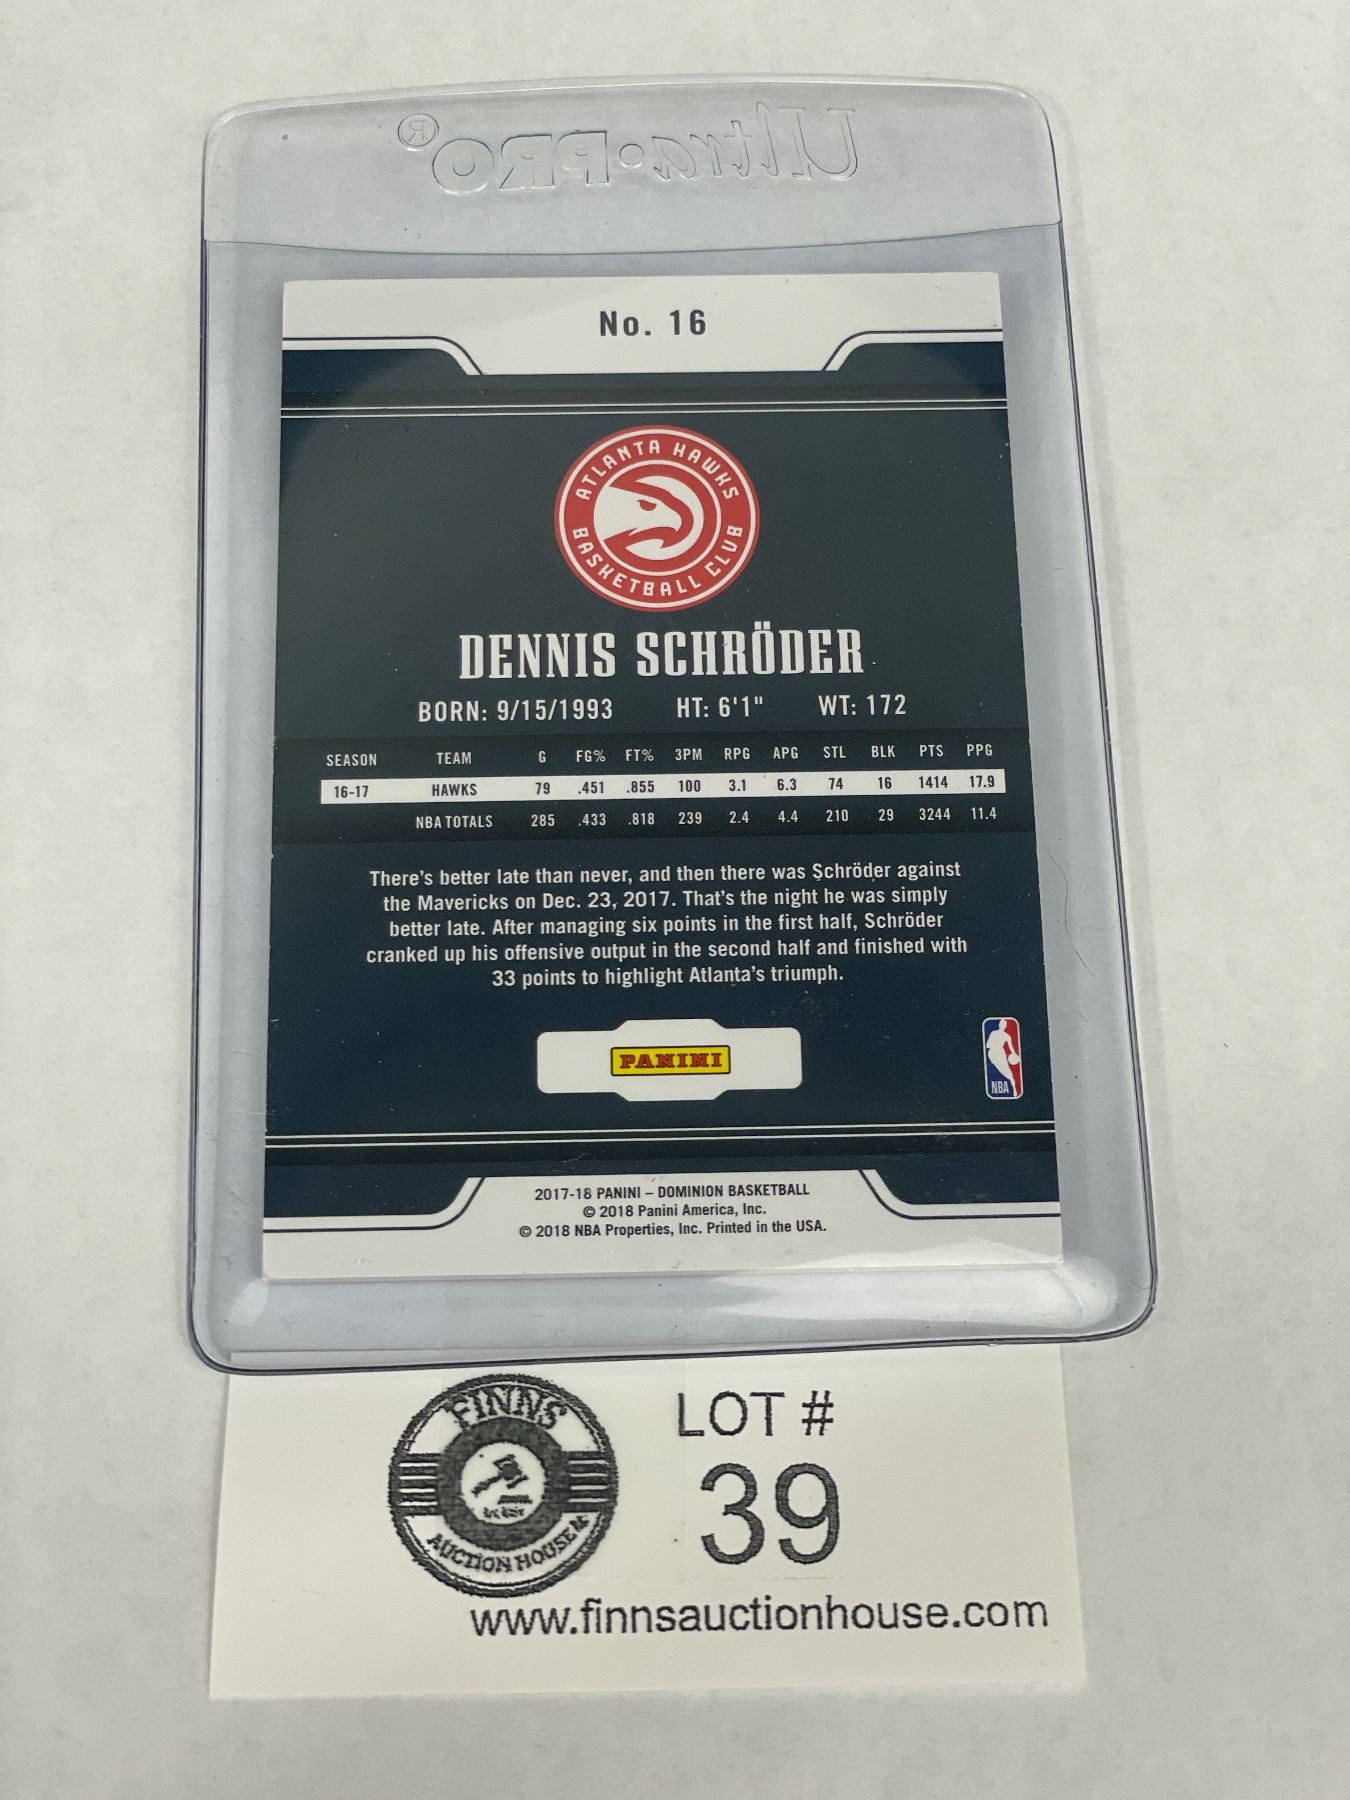 Ultra•PRO®
No. 16
ATLANTA HAWKS
BASKETBALL CLUB
DENNIS SCHRÖDER
BORN: 9/15/1993 HT: 6'1" WT: 172
SEASON TEAM G FG% FT% 3PM RPG APG STL BLK PTS PPG
16-17 HAWKS 79 .451 .855 100 3.1 6.3 74 16 1414 17.9
NBA TOTALS 285 .433 .818 239 2.4 4.4 210 29 3244 11.4
There's better late than never, and then there was Schröder against
the Mavericks on Dec. 23, 2017. That's the night he was simply
better late. After managing six points in the first half, Schröder
cranked up his offensive output in the second half and finished with
33 points to highlight Atlanta's triumph.
PANINI
NBA
2017-18 PANINI – DOMINION BASKETBALL
© 2018 Panini America, Inc.
© 2018 NBA Properties, Inc. Printed in the USA.
FINNS
AUCTION HOUSE
LOT #
39
www.finnsauctionhouse.com